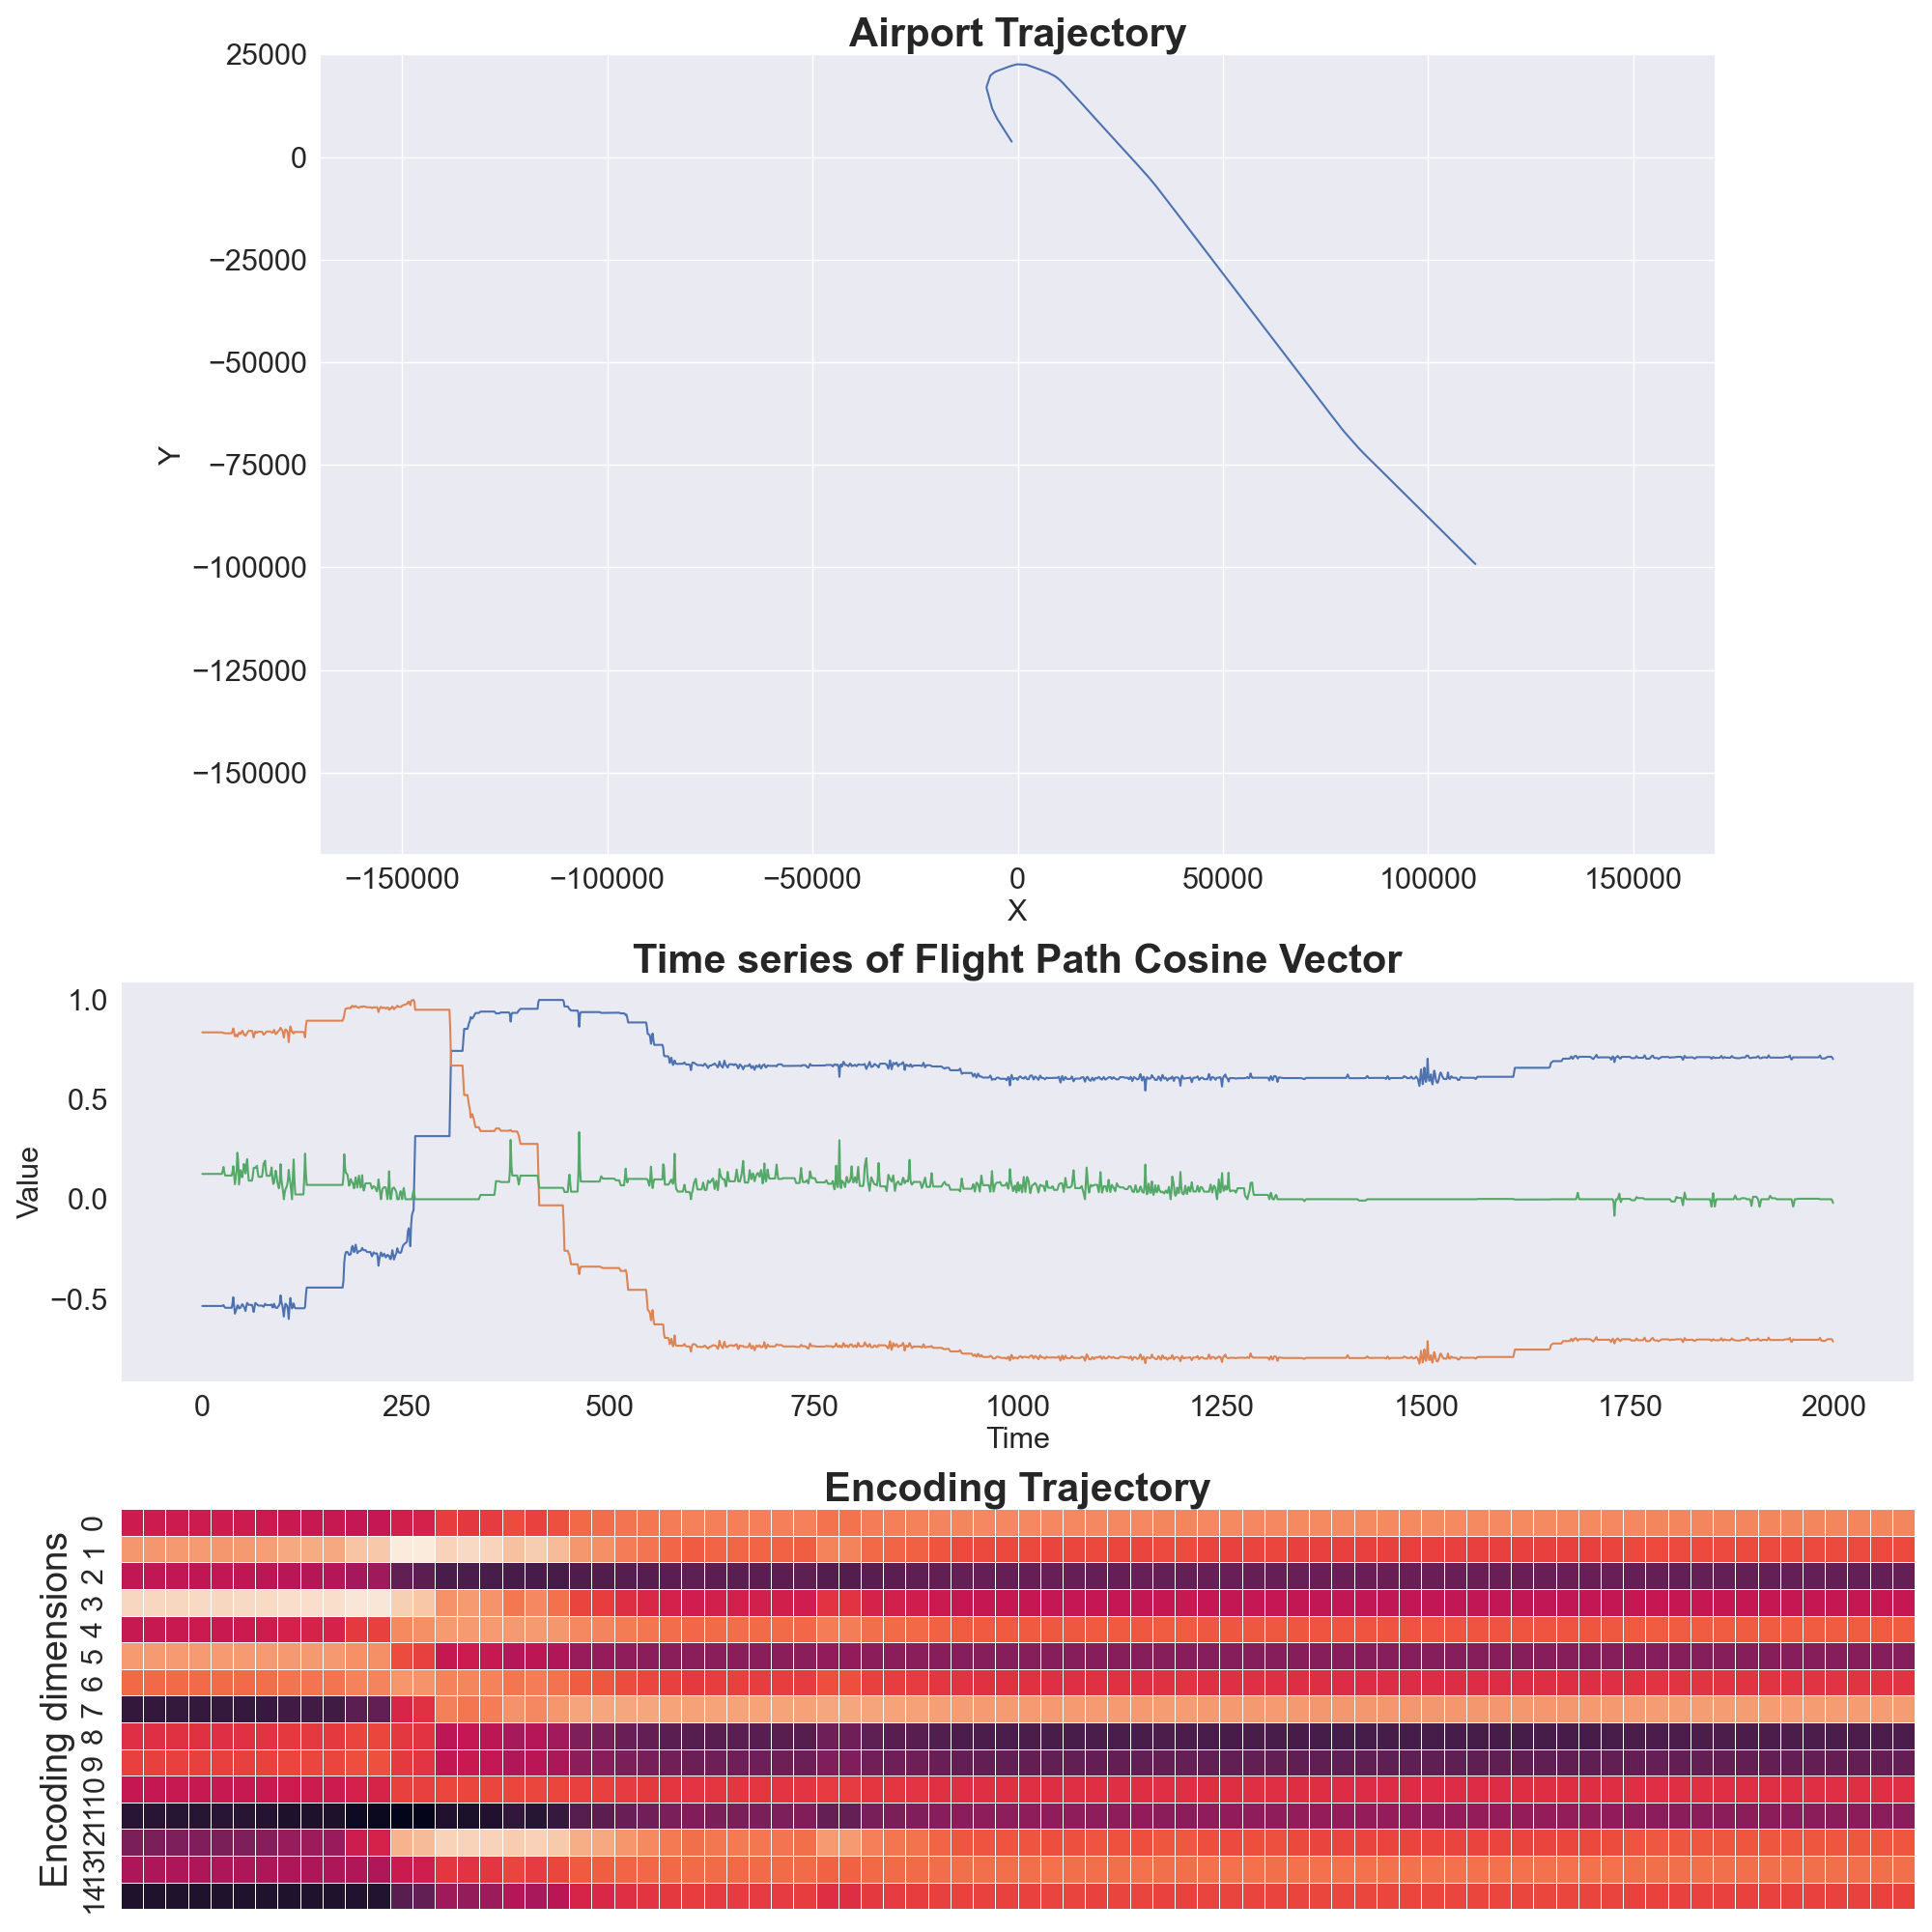 Airport Trajectory
25000
0
−25000
−50000
−75000
−100000
−125000
−150000
Y
−150000 −100000 −50000 0 50000 100000 150000
X
Time series of Flight Path Cosine Vector
1.0
0.5
0.0
−0.5
Value
0 250 500 750 1000 1250 1500 1750 2000
Time
Encoding Trajectory
Encoding dimensions
0
1
2
3
4
5
6
7
8
9
10
11
12
13
14